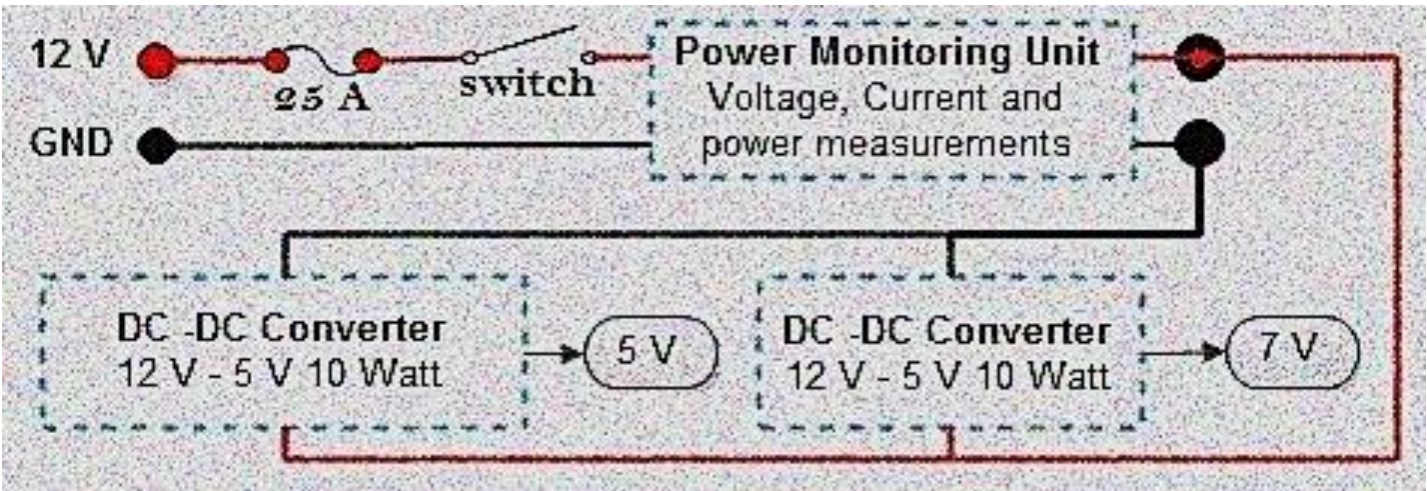 12 V
25 A
switch
Power Monitoring Unit
Voltage, Current and
power measurements
GND
DC -DC Converter
12 V - 5 V 10 Watt
5 V
DC -DC Converter
12 V - 5 V 10 Watt
7 V